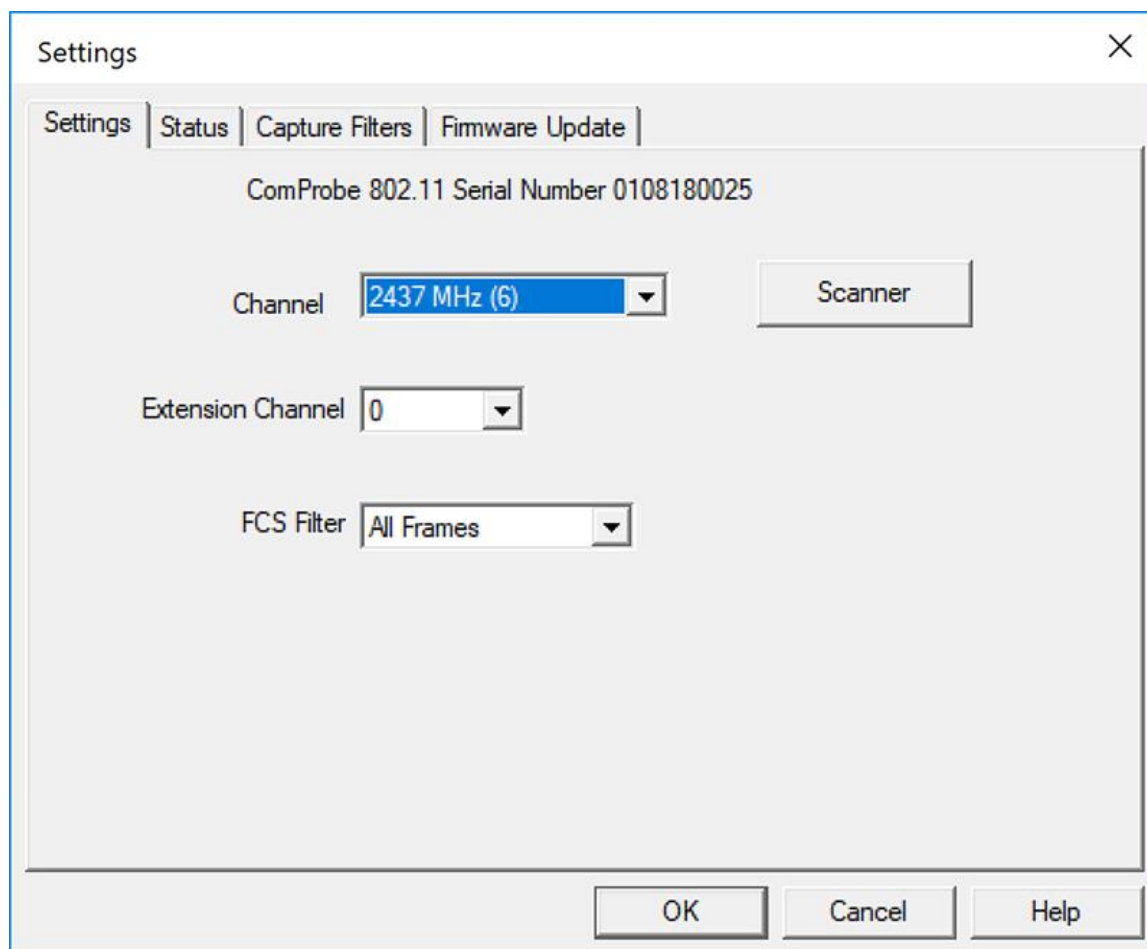 Settings
Settings Status Capture Filters Firmware Update
ComProbe 802.11 Serial Number 0108180025
Channel 2437 MHz (6) Scanner
Extension Channel 0
FCS Filter All Frames
OK Cancel Help